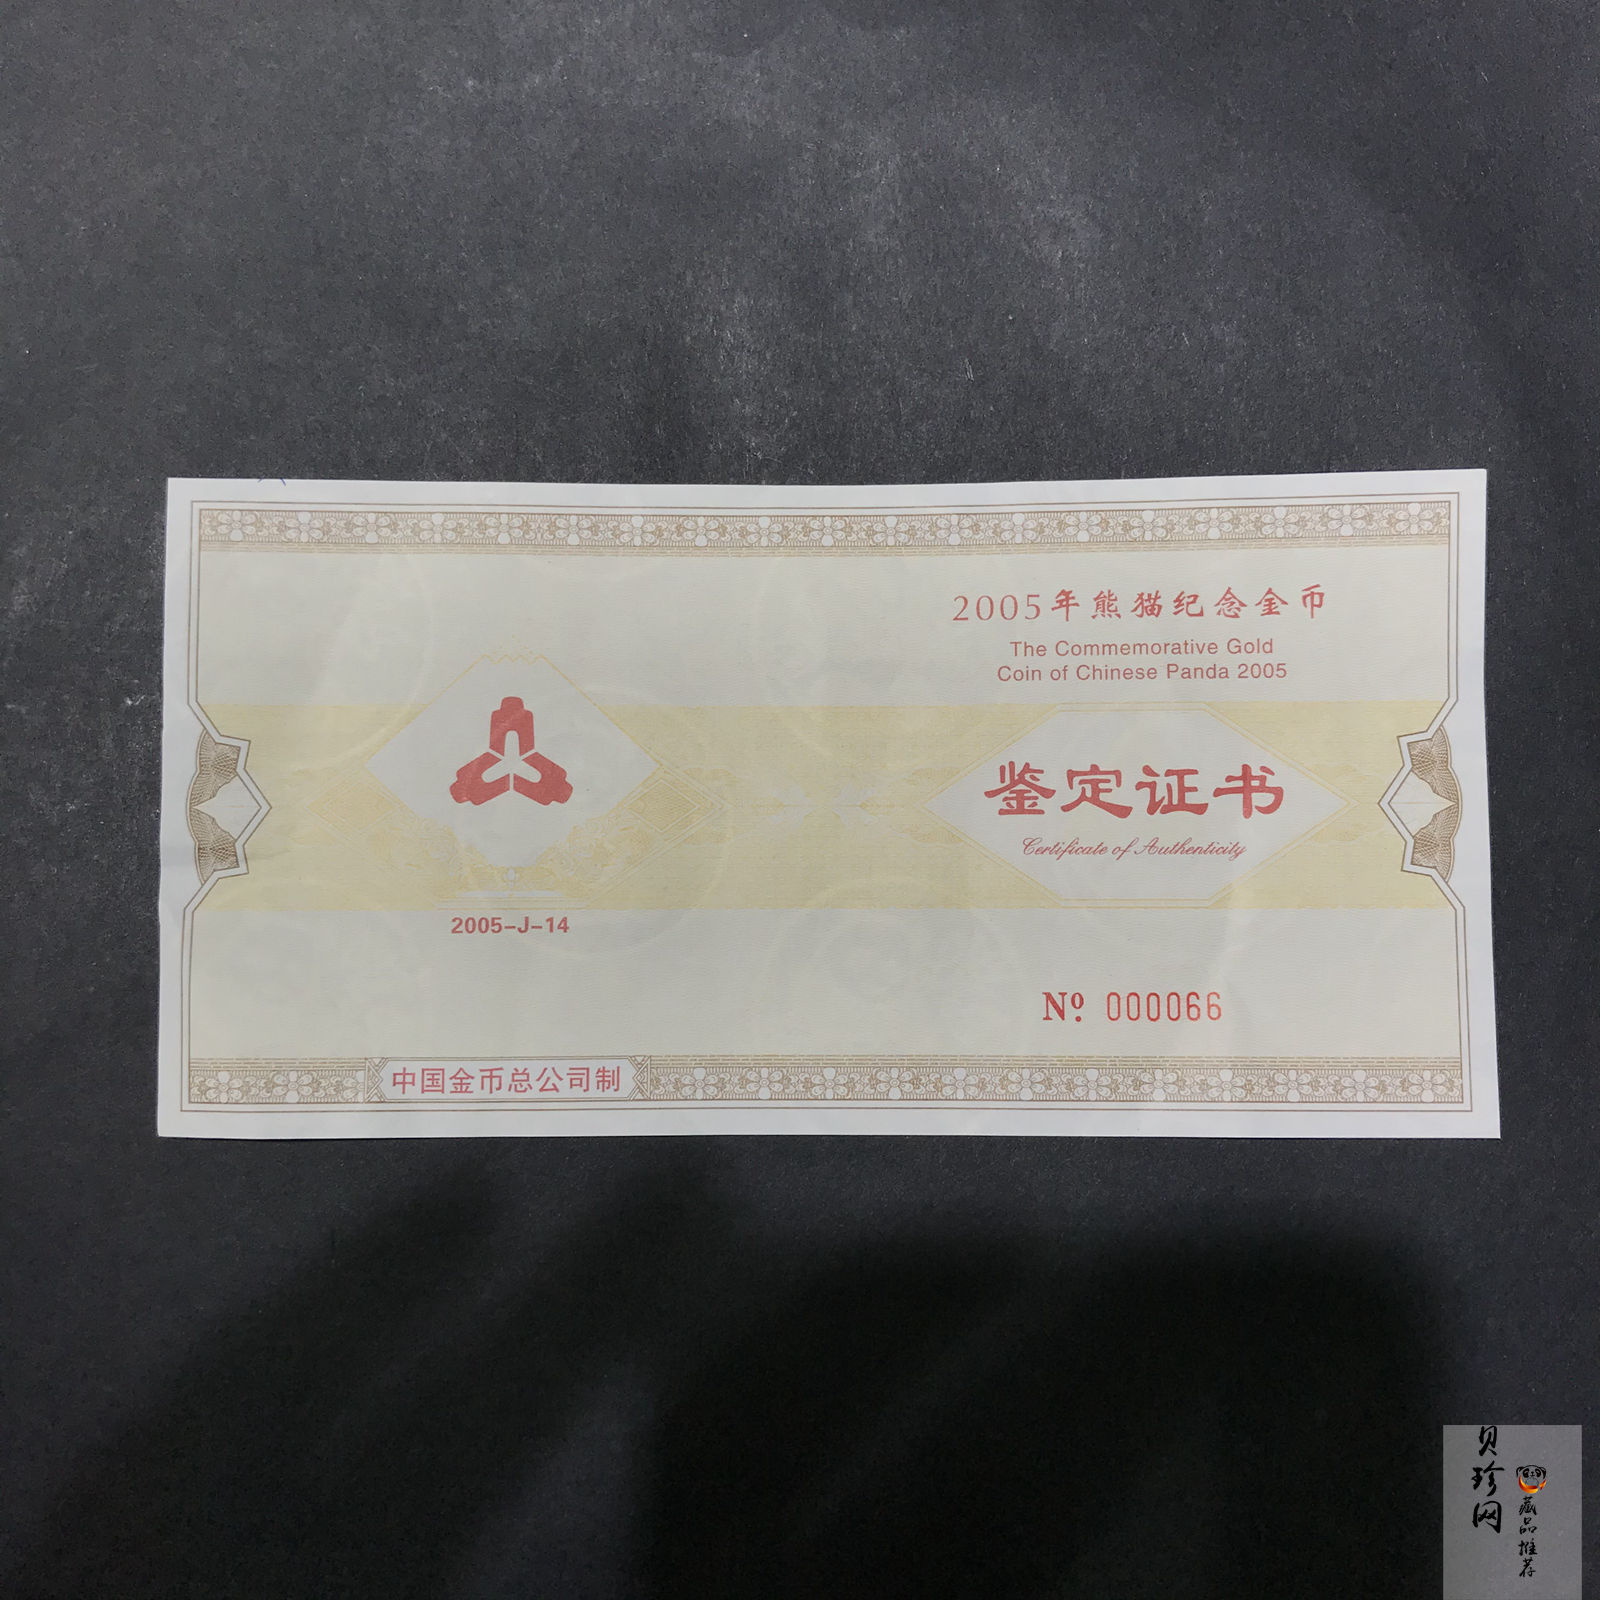 2005年熊猫纪念金币
The Commemorative Gold
Coin of Chinese Panda 2005
鉴定证书
Certificate of Authenticity
2005-J-14
Nº 000066
中国金币总公司制
贝珍网
藏品推荐